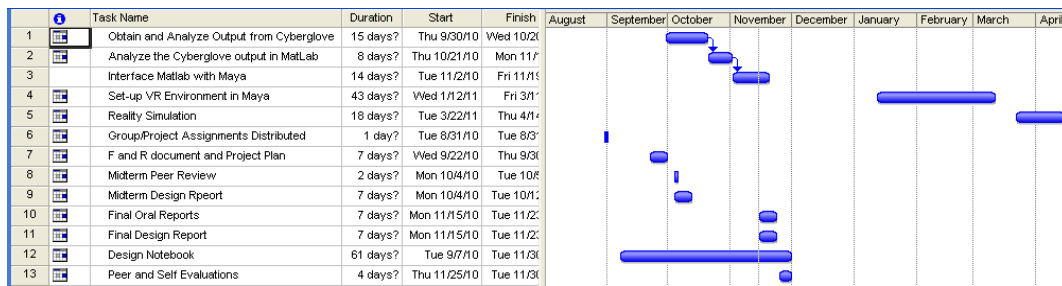 Task Name Duration Start Finish August September October November December January February March April
1 Obtain and Analyze Output from Cyberglove 15 days? Thu 9/30/10 Wed 10/20
2 Analyze the Cyberglove output in MatLab 8 days? Thu 10/21/10 Mon 11/
3 Interface Matlab with Maya 14 days? Tue 11/2/10 Fri 11/19
4 Set-up VR Environment in Maya 43 days? Wed 1/12/11 Fri 3/11
5 Reality Simulation 18 days? Tue 3/22/11 Thu 4/14
6 Group/Project Assignments Distributed 1 day? Tue 8/31/10 Tue 8/31
7 F and R document and Project Plan 7 days? Wed 9/22/10 Thu 9/30
8 Midterm Peer Review 2 days? Mon 10/4/10 Tue 10/5
9 Midterm Design Rpeort 7 days? Mon 10/4/10 Tue 10/12
10 Final Oral Reports 7 days? Mon 11/15/10 Tue 11/23
11 Final Design Report 7 days? Mon 11/15/10 Tue 11/23
12 Design Notebook 61 days? Tue 9/7/10 Tue 11/30
13 Peer and Self Evaluations 4 days? Thu 11/25/10 Tue 11/30